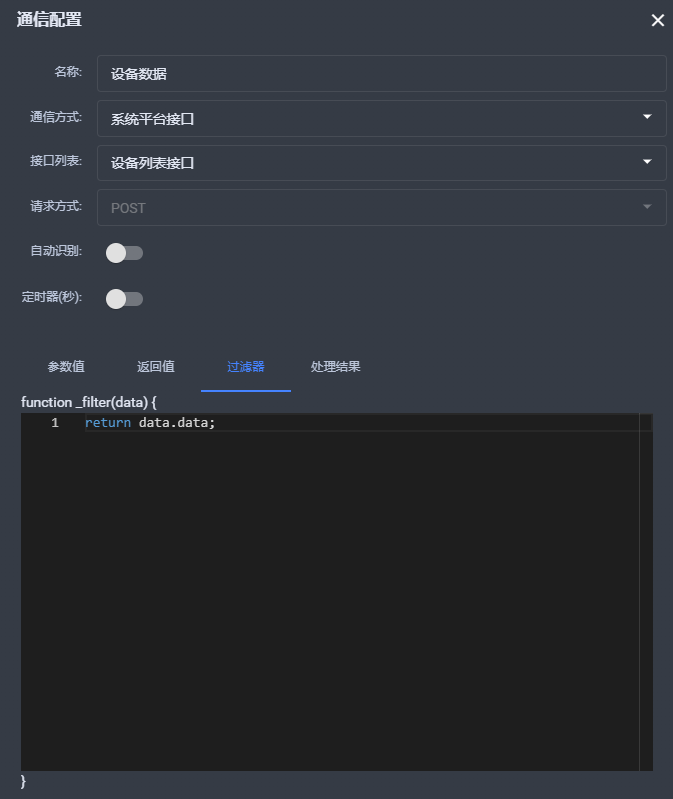 通信配置
名称: 设备数据
通信方式: 系统平台接口
接口列表: 设备列表接口
请求方式: POST
自动识别:
定时器(秒):
参数值 返回值 过滤器 处理结果
function _filter(data) {
1 return data.data;
}